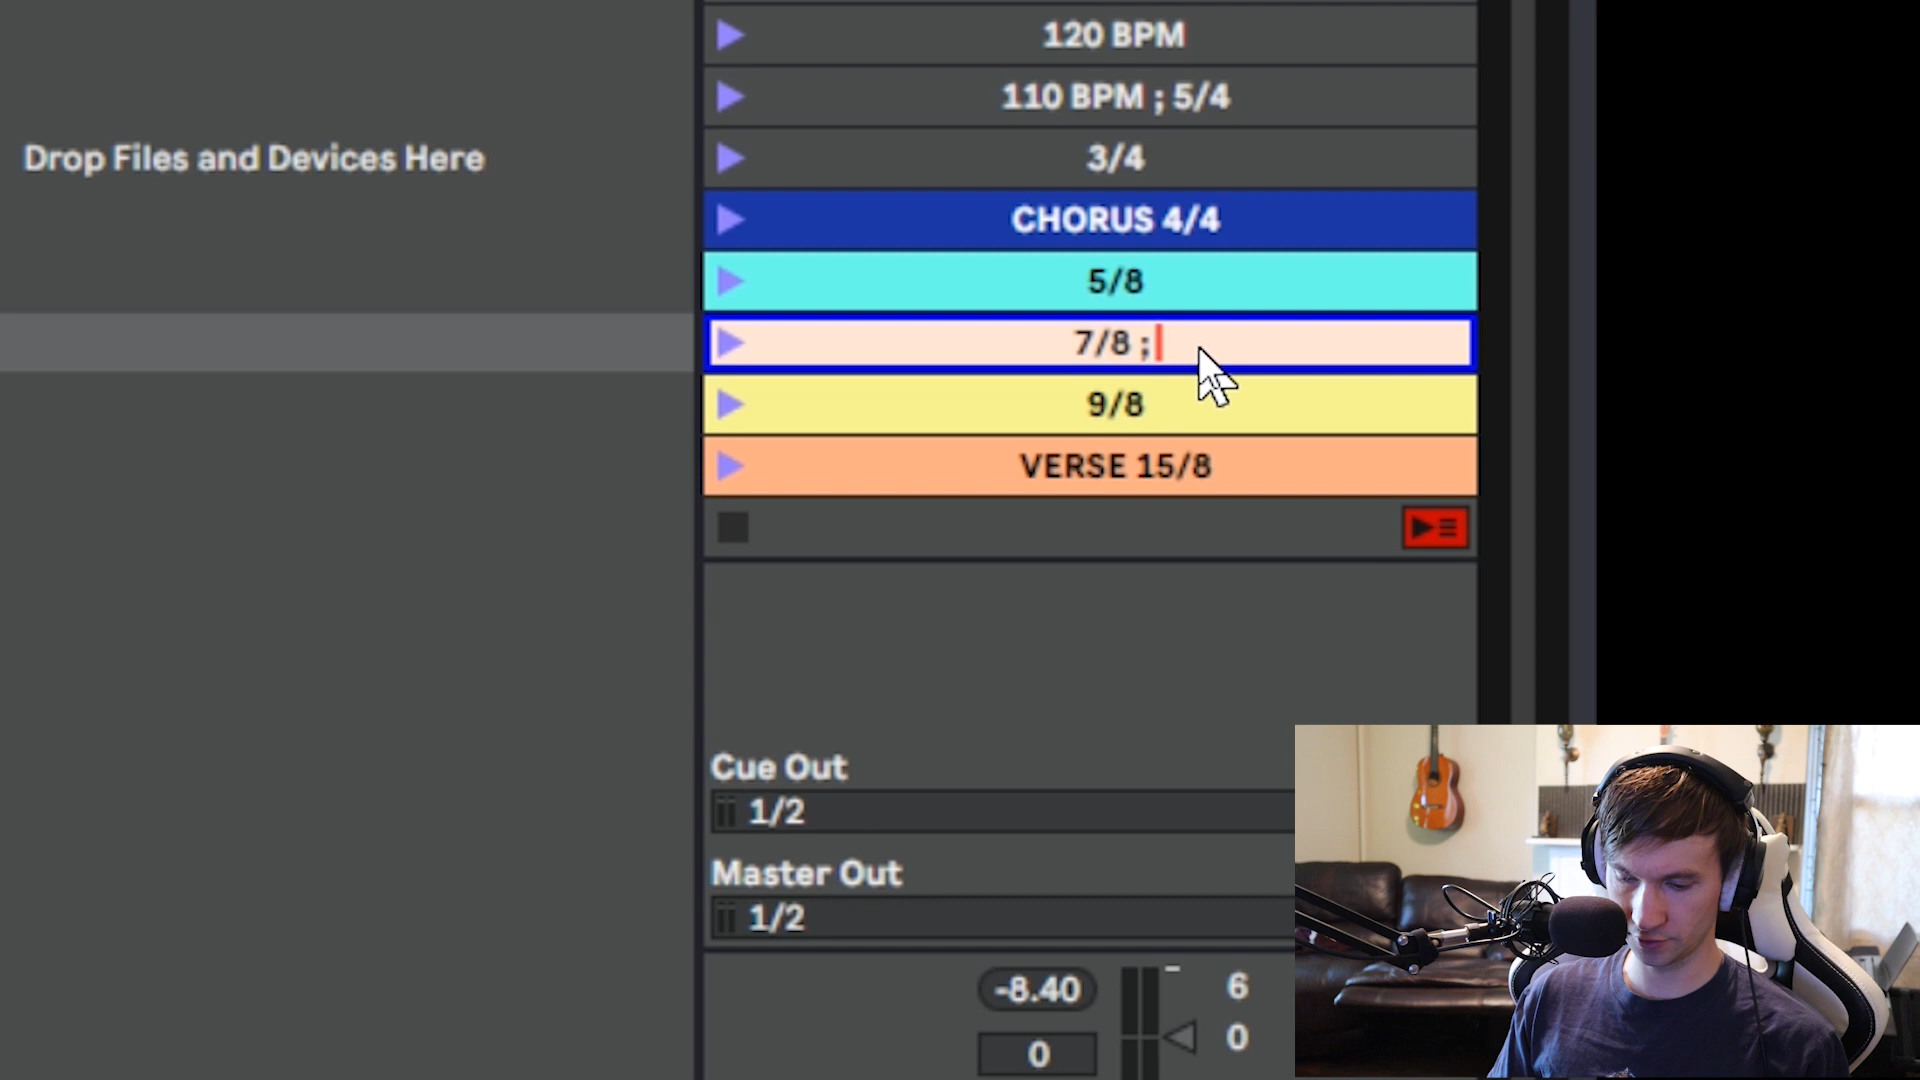 120 BPM
110 BPM ; 5/4
Drop Files and Devices Here
3/4
CHORUS 4/4
5/8
7/8 ;
9/8
VERSE 15/8
Cue Out
1/2
Master Out
1/2
-8.40
6
0
0